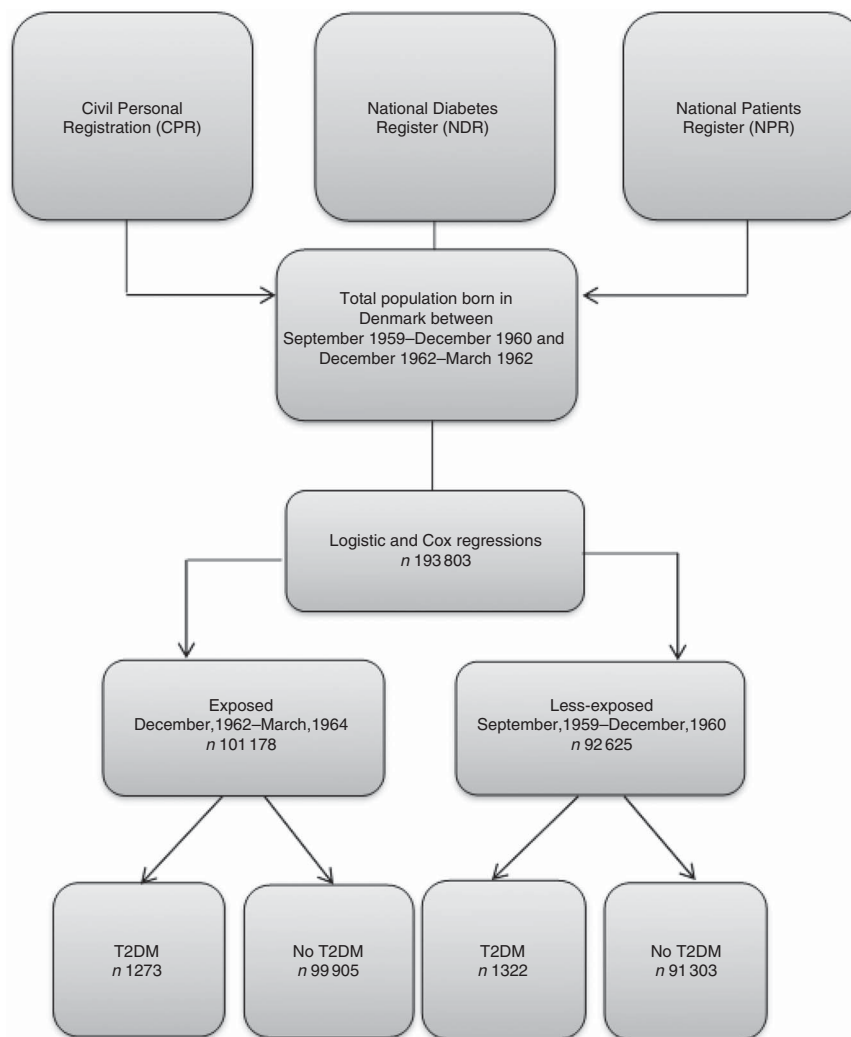 Civil Personal
Registration (CPR)
National Diabetes
Register (NDR)
National Patients
Register (NPR)
Total population born in
Denmark between
September 1959–December 1960 and
December 1962–March 1962
Logistic and Cox regressions
n 193 803
Exposed
December,1962–March,1964
n 101 178
Less-exposed
September,1959–December,1960
n 92 625
T2DM
n 1273
No T2DM
n 99 905
T2DM
n 1322
No T2DM
n 91 303